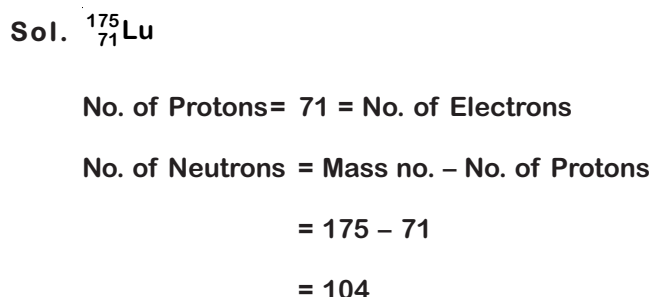 Sol. ¹⁷⁵₇₁Lu
No. of Protons= 71 = No. of Electrons
No. of Neutrons = Mass no. – No. of Protons
= 175 – 71
= 104